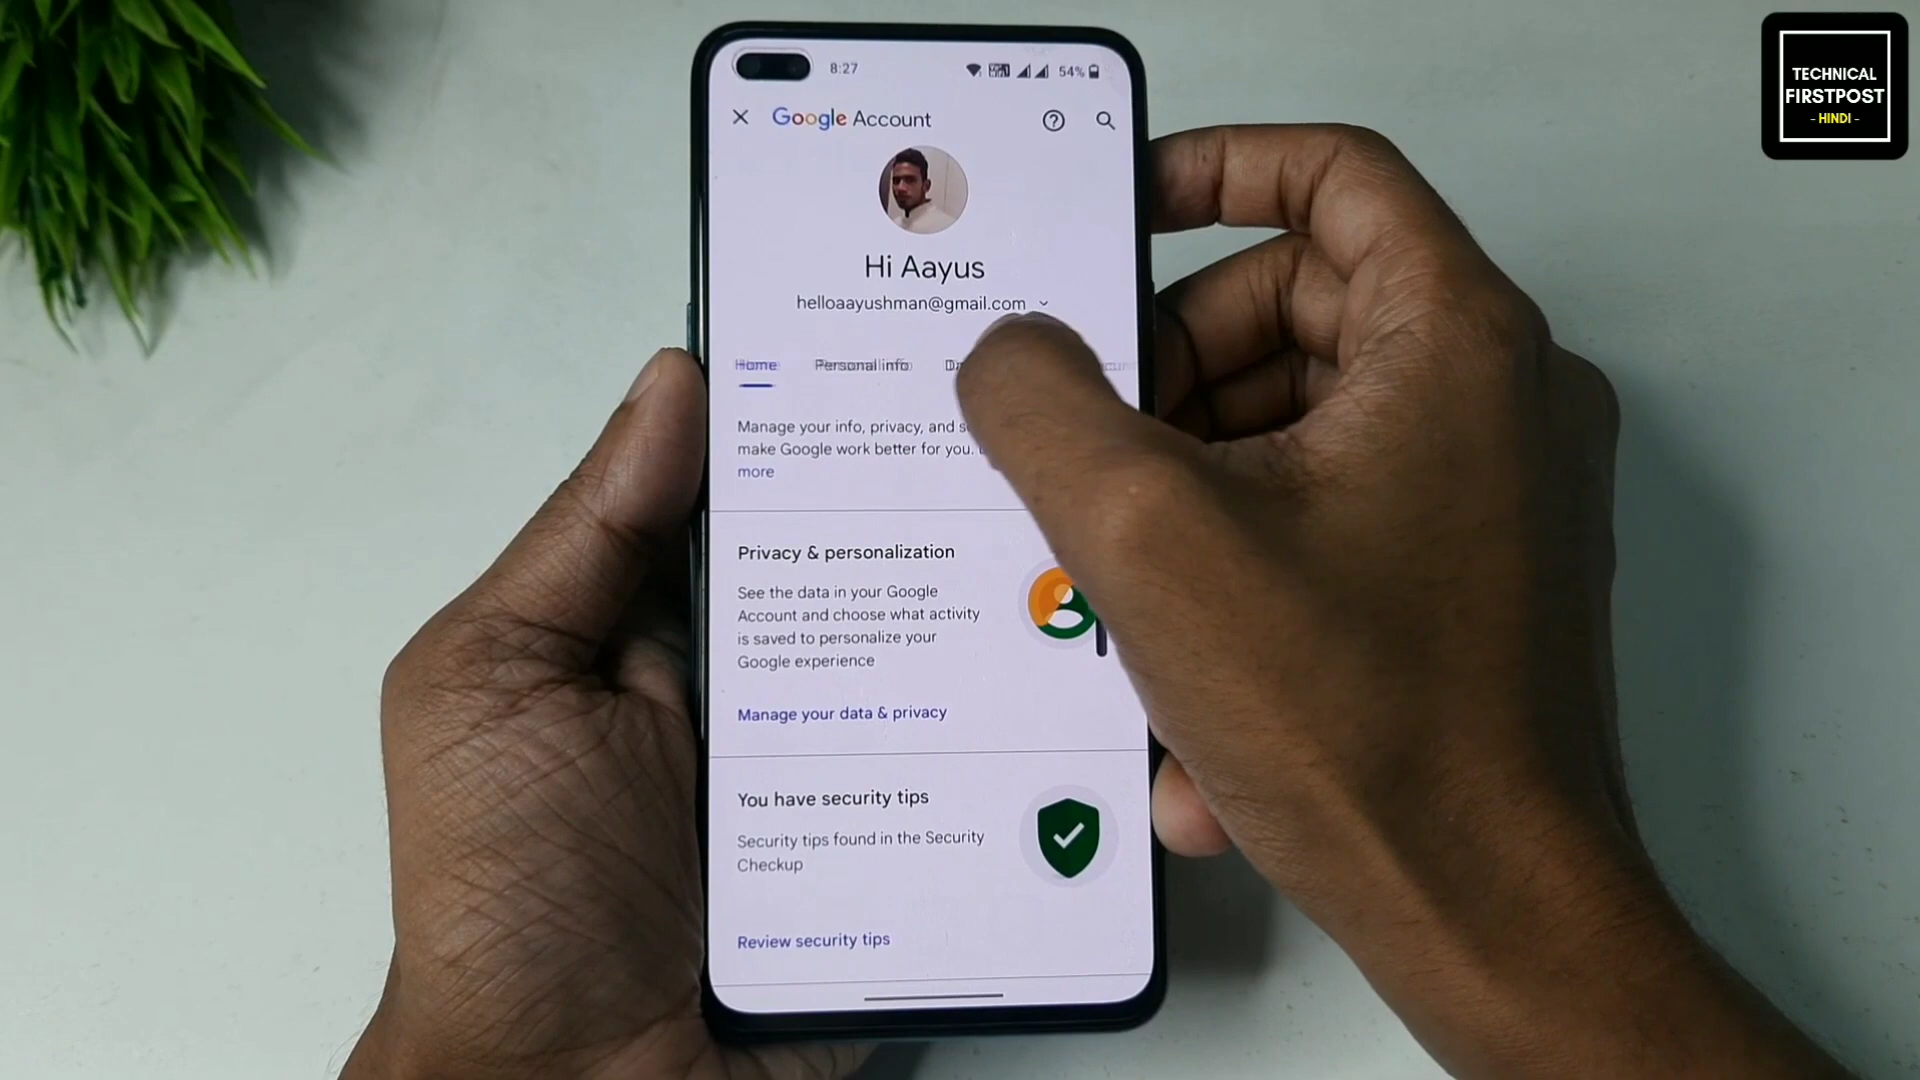 TECHNICAL
FIRSTPOST
- HINDI -
8:27
54%
Google Account
Hi Aayus
helloaayushman@gmail.com
Home Personal info
Manage your info, privacy, and
make Google work better for you.
more
Privacy & personalization
See the data in your Google
Account and choose what activity
is saved to personalize your
Google experience
Manage your data & privacy
You have security tips
Security tips found in the Security
Checkup
Review security tips